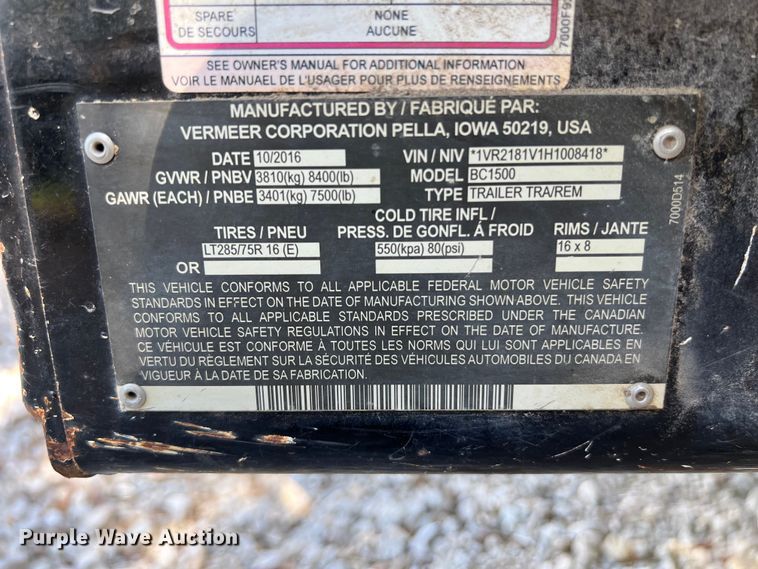 SPARE NONE
DE SECOURS AUCUNE
SEE OWNER'S MANUAL FOR ADDITIONAL INFORMATION
VOIR LE MANUAEL DE L'USAGER POUR PLUS DE RENSEIGNEMENTS
7000F9
MANUFACTURED BY / FABRIQUÉ PAR:
VERMEER CORPORATION PELLA, IOWA 50219, USA
DATE 10/2016 VIN / NIV *1VR2181V1H1008418*
GVWR / PNBV 3810(kg) 8400(lb) MODEL BC1500
GAWR (EACH) / PNBE 3401(kg) 7500(lb) TYPE TRAILER TRA/REM
7000D514
COLD TIRE INFL /
TIRES / PNEU PRESS. DE GONFL. Á FROID RIMS / JANTE
LT285/75R 16 (E) 550(kpa) 80(psi) 16 x 8
OR
THIS VEHICLE CONFORMS TO ALL APPLICABLE FEDERAL MOTOR VEHICLE SAFETY
STANDARDS IN EFFECT ON THE DATE OF MANUFACTURING SHOWN ABOVE. THIS VEHICLE
CONFORMS TO ALL APPLICABLE STANDARDS PRESCRIBED UNDER THE CANADIAN
MOTOR VEHICLE SAFETY REGULATIONS IN EFFECT ON THE DATE OF MANUFACTURE.
CE VÉHICULE EST CONFORME À TOUTES LES NORMES QUI LUI SONT APPLICABLES EN
VERTU DU RÈGLEMENT SUR LA SÉCURITÉ DES VÉHICULES AUTOMOBILES DU CANADA EN
VIGUEUR À LA DATE DE SA FABRICATION.
Purple Wave Auction